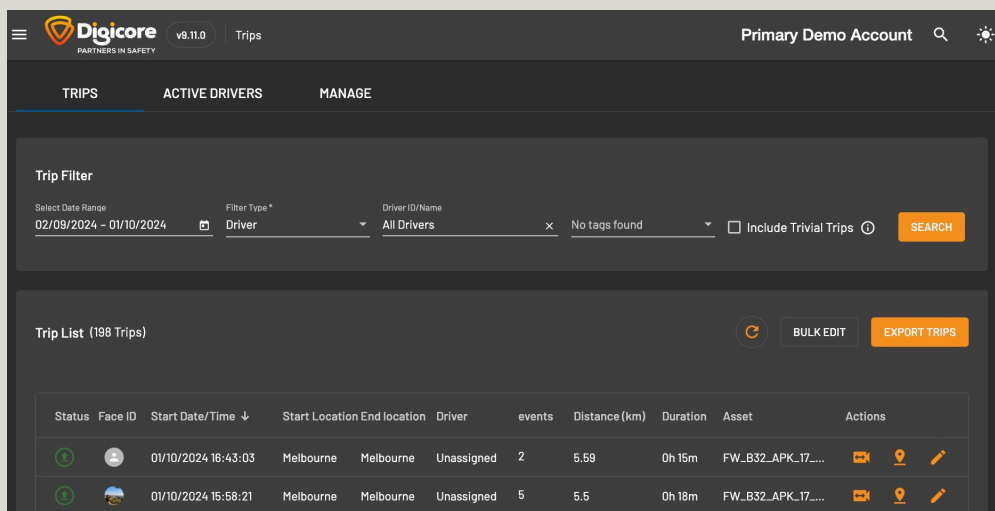 Digicore
PARTNERS IN SAFETY
v9.11.0
Trips
Primary Demo Account
TRIPS
ACTIVE DRIVERS
MANAGE
Trip Filter
Select Date Range
Filter Type *
Driver ID/Name
02/09/2024 – 01/10/2024
Driver
All Drivers
No tags found
Include Trivial Trips
SEARCH
Trip List (198 Trips)
BULK EDIT
EXPORT TRIPS
Status Face ID Start Date/Time Start Location End location Driver events Distance (km) Duration Asset Actions
01/10/2024 16:43:03 Melbourne Melbourne Unassigned 2 5.59 0h 15m FW_B32_APK_17_...
01/10/2024 15:58:21 Melbourne Melbourne Unassigned 5 5.5 0h 18m FW_B32_APK_17_...